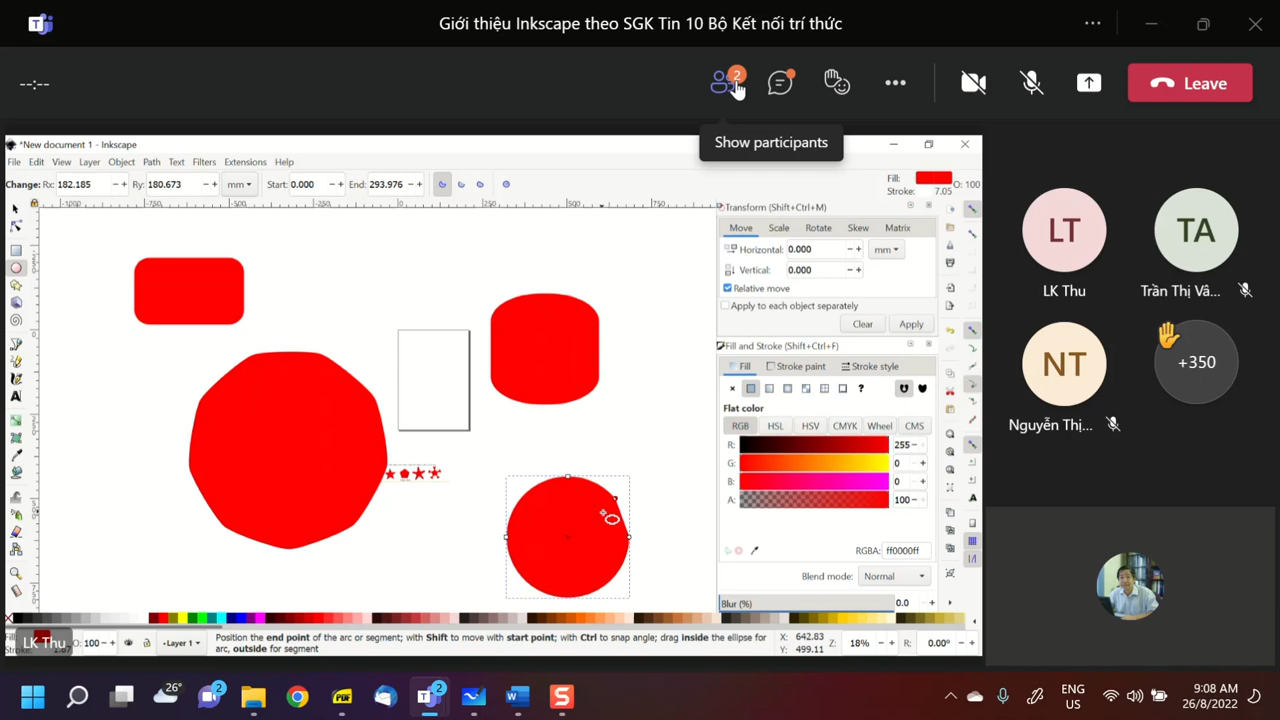 Giới thiệu Inkscape theo SGK Tin 10 Bộ Kết nối trí thức
--:--
2
Leave
Show participants
*New document 1 - Inkscape
File Edit View Layer Object Path Text Filters Extensions Help
Change: Rx: 182.185 Ry: 180.673 mm Start: 0.000 End: 293.976
Fill:
Stroke: 7.05 O: 100
Transform (Shift+Ctrl+M)
Move Scale Rotate Skew Matrix
Horizontal: 0.000 mm
Vertical: 0.000
Relative move
Apply to each object separately
Clear Apply
Fill and Stroke (Shift+Ctrl+F)
Fill Stroke paint Stroke style
Flat color
RGB HSL HSV CMYK Wheel CMS
R: 255
G: 0
B: 0
A: 100
RGBA: ff0000ff
Blend mode: Normal
Blur (%) 0.0
LK Thu
O: 100 Layer 1
Position the end point of the arc or segment; with Shift to move with start point; with Ctrl to snap angle; drag inside the ellipse for
arc, outside for segment
X: 642.83
Y: 499.11
Z: 18% R: 0.00°
LT
LK Thu
TA
Trần Thị Vâ...
NT
Nguyễn Thị...
+350
26°
2
2
ENG
US
9:08 AM
26/8/2022